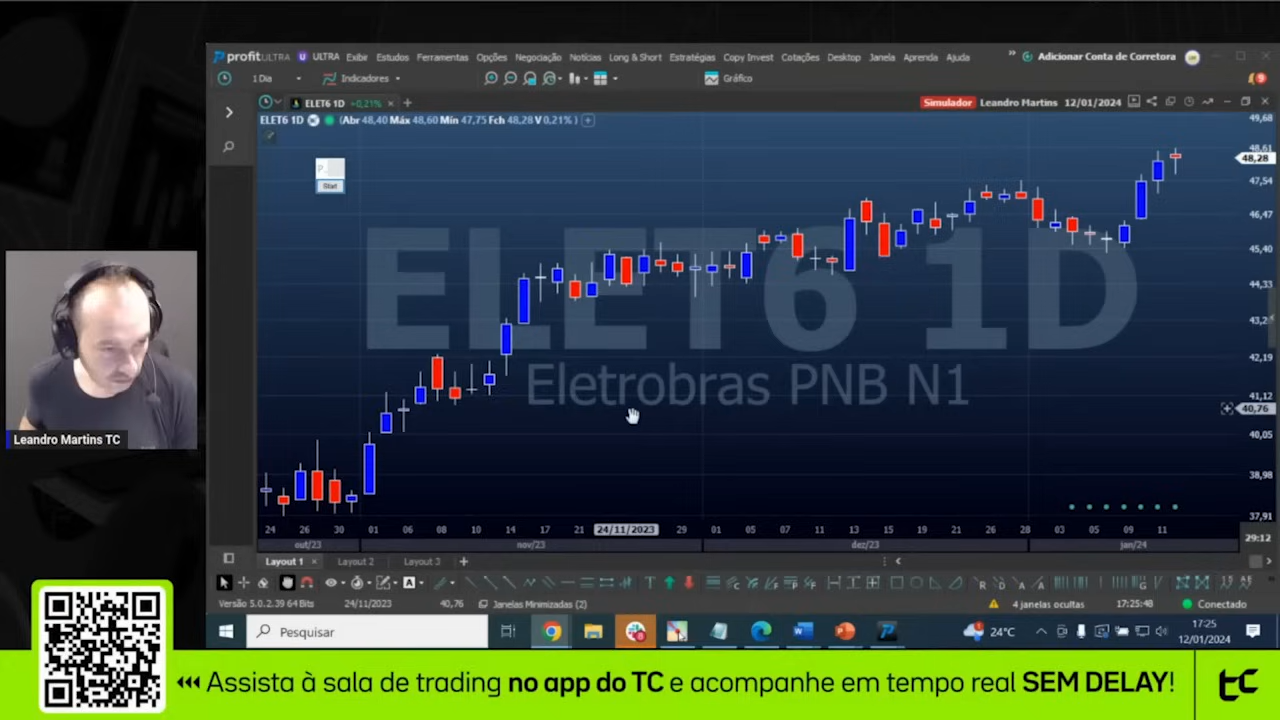 profitULTRA U ULTRA Exibir Estudos Ferramentas Opções Negociação Notícias Long & Short Estratégias Copy Invest Cotações Desktop Janela Aprenda Ajuda » Adicionar Conta de Corretora
1 Dia Indicadores Gráfico
ELET6 1D +0,21% × + Simulador Leandro Martins 12/01/2024
ELET6 1D (Abr 48,40 Máx 48,60 Mín 47,75 Fch 48,28 V 0,21%)
49,68
48,61
48,28
47,54
46,47
45,40
44,33
43,2
42,19
41,12
40,76
40,05
38,98
37,91
Start
ELET6 1D
Eletrobras PNB N1
Leandro Martins TC
24 26 30 01 06 08 10 14 17 21 24/11/2023 29 01 05 07 11 13 15 19 21 26 28 03 05 09 11
29:12
out/23 nov/23 dez/23 jan/24
Layout 1 × Layout 2 Layout 3 +
Versão 5.0.2.39 64 Bits 24/11/2023 40,76 Janelas Minimizadas (2) 4 janelas ocultas 17:25:48 Conectado
Pesquisar 24°C 17:25
12/01/2024
Assista à sala de trading no app do TC e acompanhe em tempo real SEM DELAY!
tc